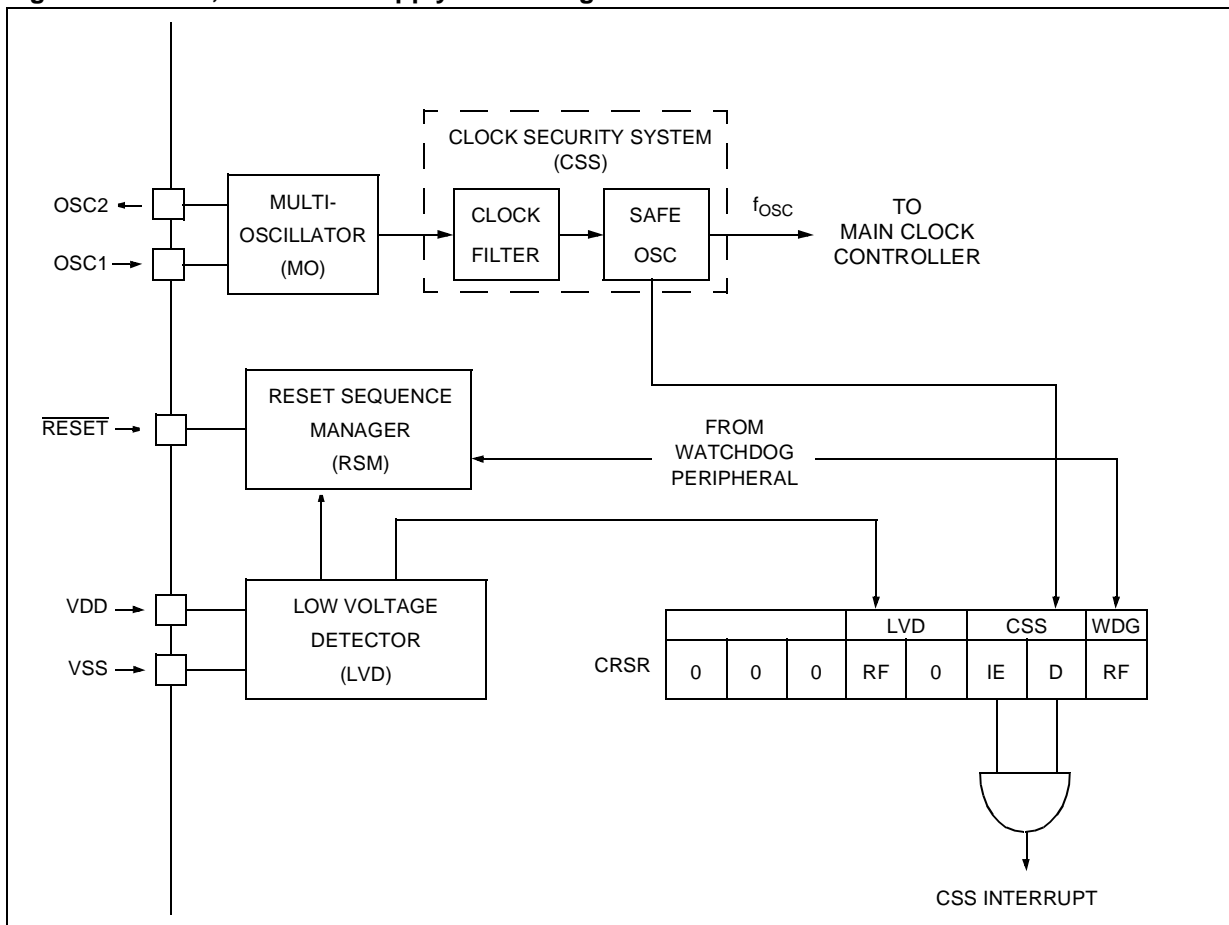 CLOCK SECURITY SYSTEM
(CSS)
OSC2
OSC1
MULTI-
OSCILLATOR
(MO)
CLOCK
FILTER
SAFE
OSC
fOSC
TO
MAIN CLOCK
CONTROLLER
RESET
RESET SEQUENCE
MANAGER
(RSM)
FROM
WATCHDOG
PERIPHERAL
VDD
VSS
LOW VOLTAGE
DETECTOR
(LVD)
LVD CSS WDG
CRSR 0 0 0 RF 0 IE D RF
CSS INTERRUPT